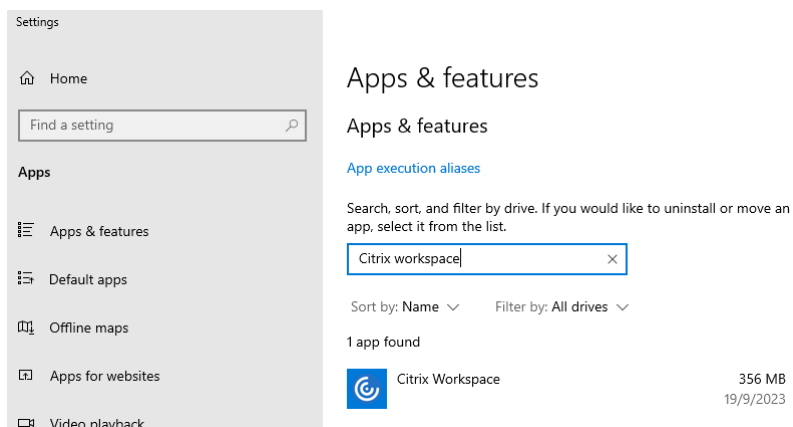 Settings
Home
Find a setting
Apps
Apps & features
Default apps
Offline maps
Apps for websites
Video playback
Apps & features
Apps & features
App execution aliases
Search, sort, and filter by drive. If you would like to uninstall or move an
app, select it from the list.
Citrix workspace
Sort by: Name
Filter by: All drives
1 app found
Citrix Workspace
356 MB
19/9/2023